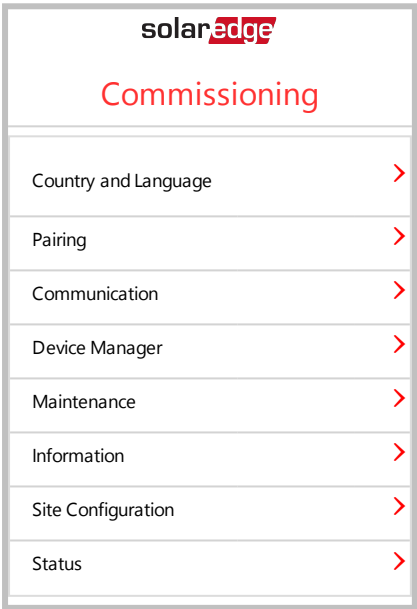 solaredge
Commissioning
Country and Language
Pairing
Communication
Device Manager
Maintenance
Information
Site Configuration
Status